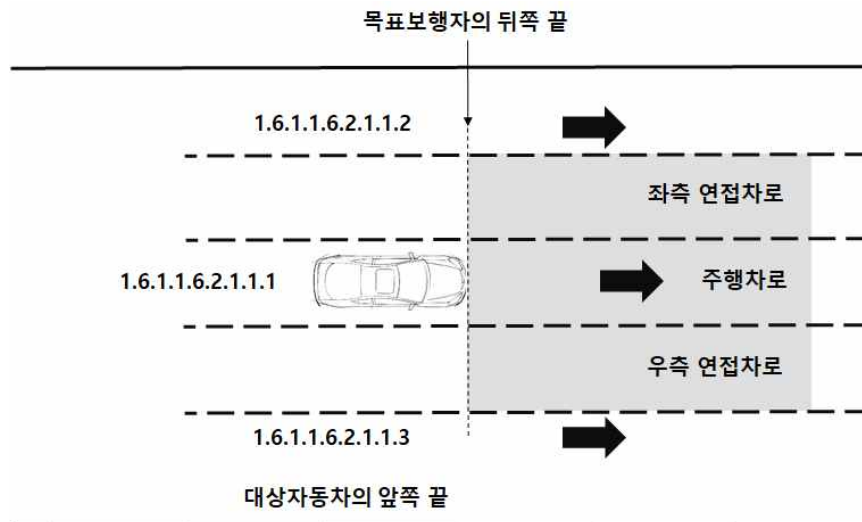 목표보행자의 뒤쪽 끝
1.6.1.1.6.2.1.1.2
좌측 연접차로
1.6.1.1.6.2.1.1.1
주행차로
우측 연접차로
1.6.1.1.6.2.1.1.3
대상자동차의 앞쪽 끝